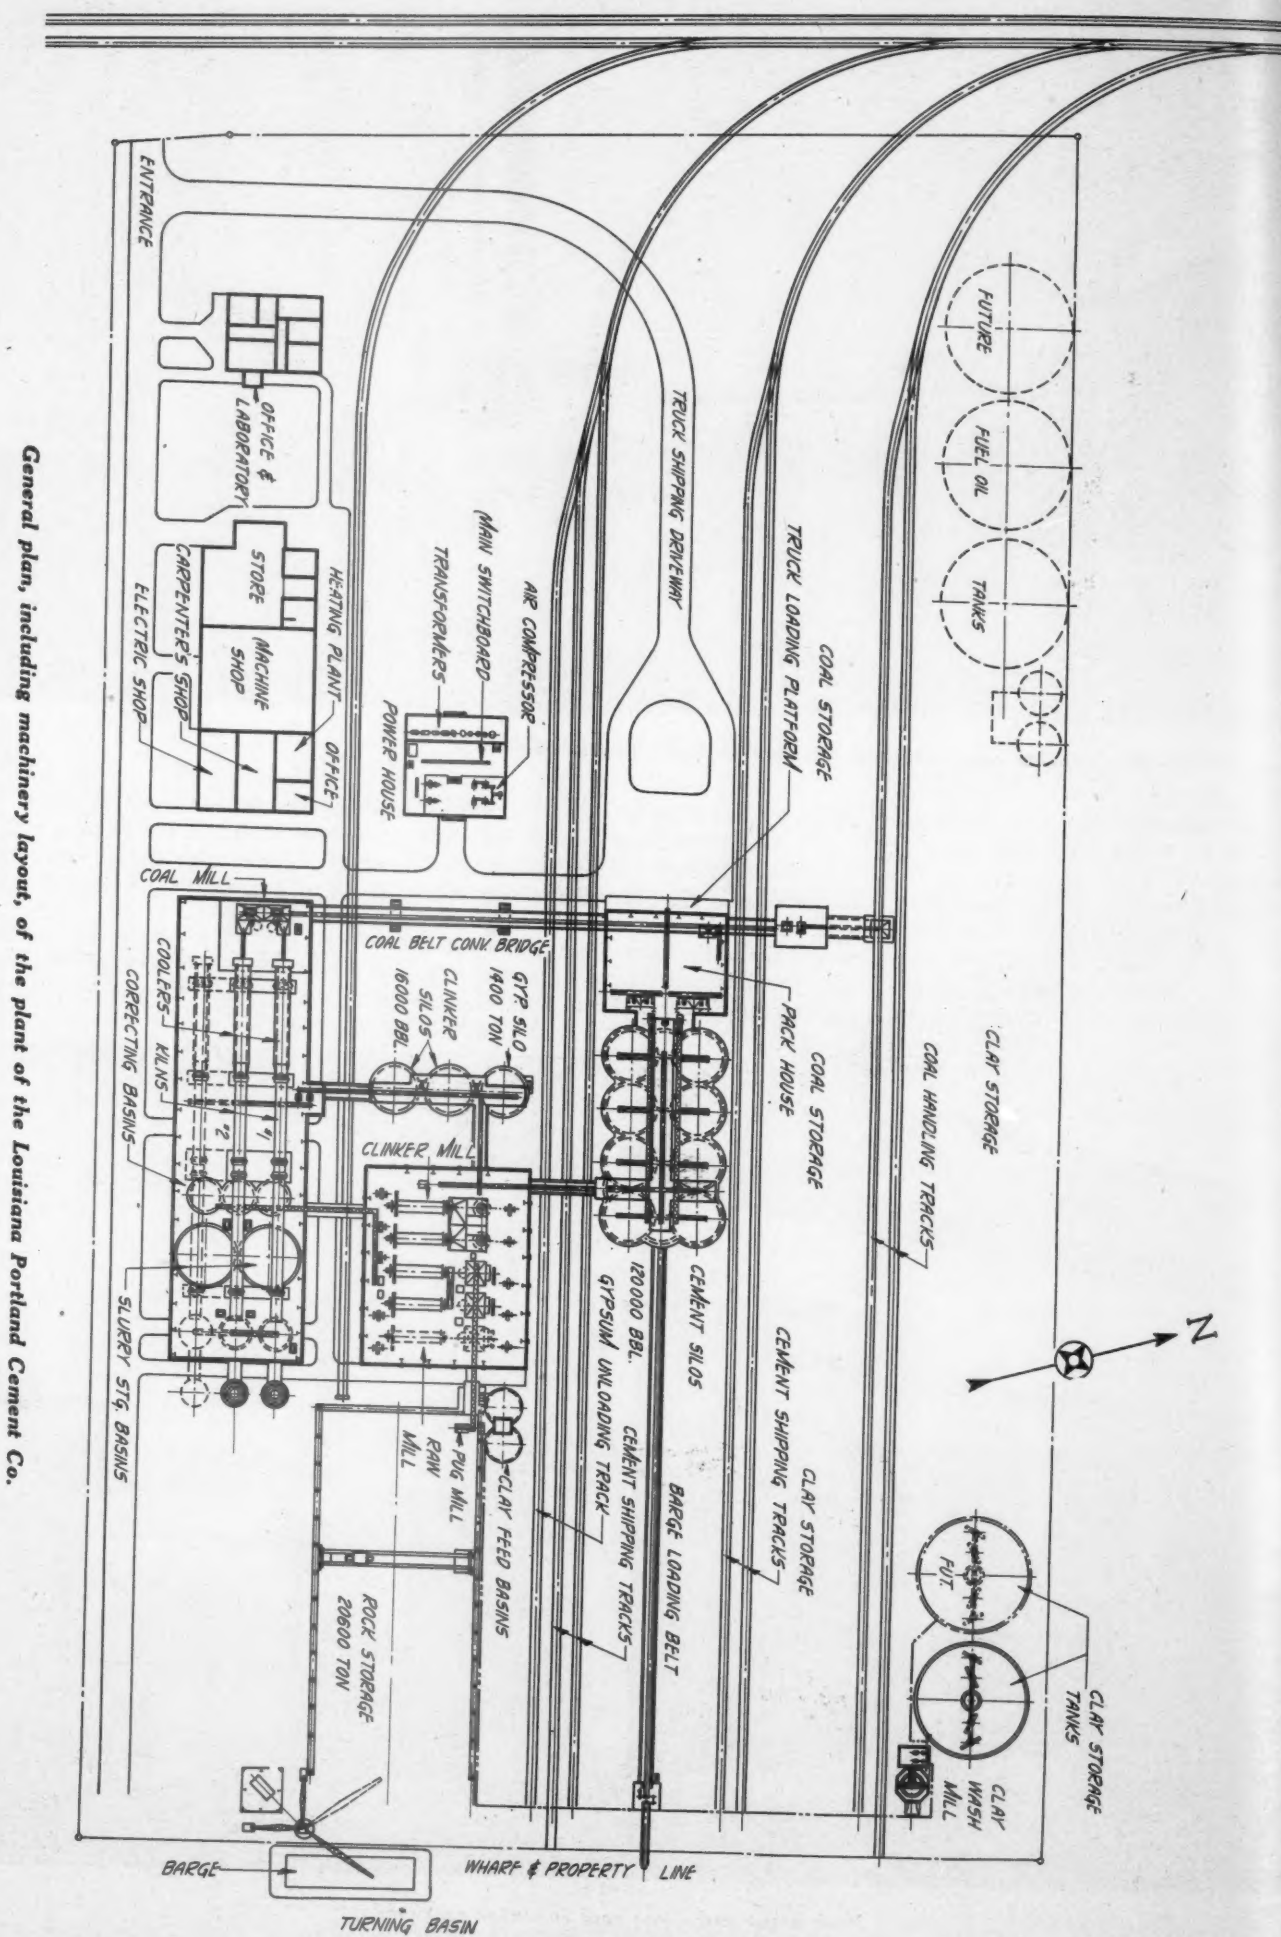 ENTRANCE
OFFICE &
LABORATORY
STORE
MACHINE
SHOP
HEATING PLANT
OFFICE
CARPENTER'S SHOP
ELECTRIC SHOP
TRANSFORMERS
MAIN SWITCHBOARD
AIR COMPRESSOR
POWER HOUSE
TRUCK SHIPPING DRIVEWAY
TRUCK LOADING PLATFORM
COAL STORAGE
FUTURE
FUEL OIL
TANKS
COAL MILL
COAL BELT CONV. BRIDGE
COOLERS
KILNS
#1
#2
CORRECTING BASINS
CLINKER
SILOS
16000 BBL.
GYP. SILO
1400 TON
PACK HOUSE
COAL STORAGE
COAL HANDLING TRACKS
CLAY STORAGE
CLINKER MILL
CEMENT SILOS
120000 BBL.
GYPSUM UNLOADING TRACK
CEMENT SHIPPING TRACKS
CEMENT SHIPPING TRACKS
CLAY STORAGE
BARGE LOADING BELT
SLURRY STG. BASINS
RAW
MILL
PUG MILL
CLAY FEED BASINS
ROCK STORAGE
20600 TON
N
FUT.
CLAY STORAGE
TANKS
CLAY
WASH
MILL
BARGE
WHARF & PROPERTY LINE
TURNING BASIN
General plan, including machinery layout, of the plant of the Louisiana Portland Cement Co.